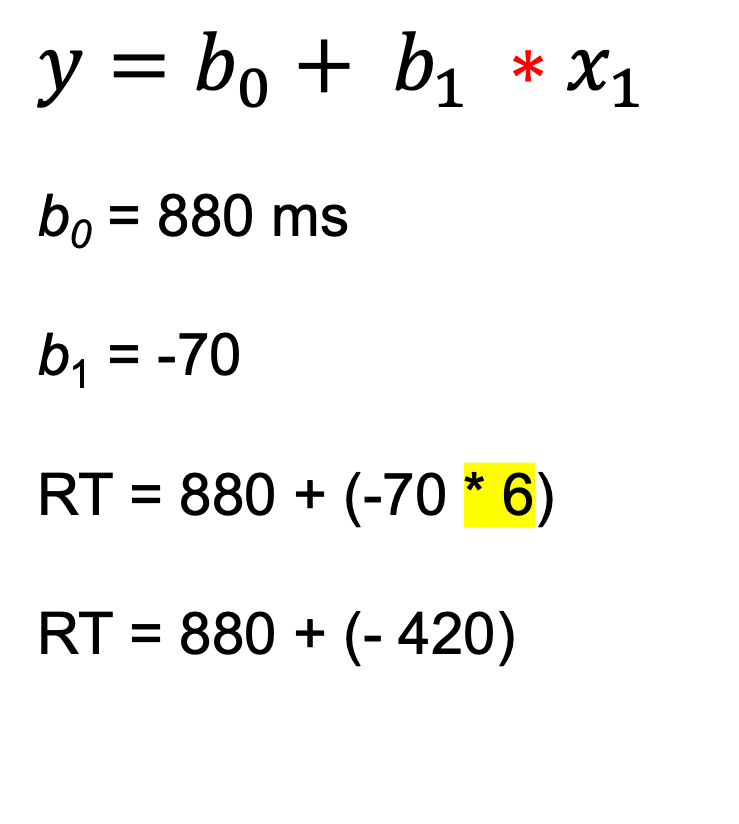 y = b₀ + b₁ * x₁
b₀ = 880 ms
b₁ = -70
RT = 880 + (-70 * 6)
RT = 880 + (- 420)